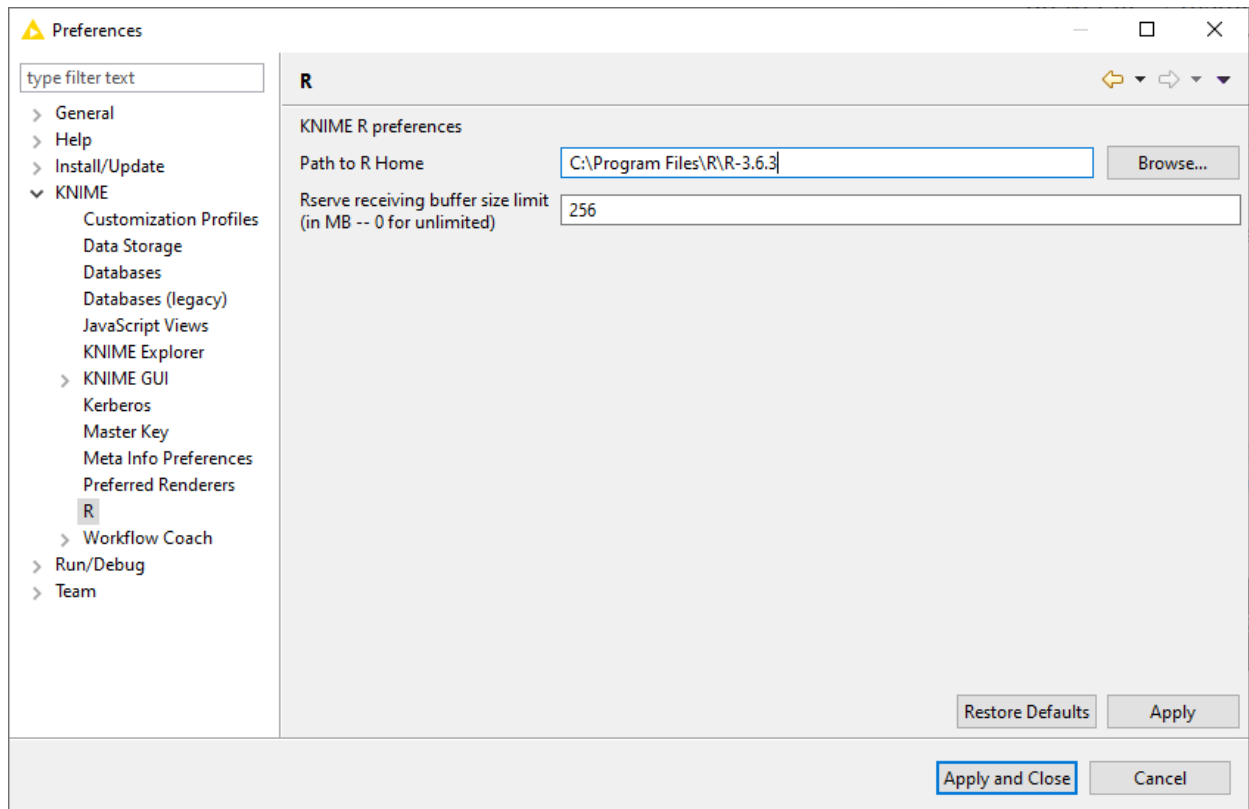 Preferences
type filter text
General
Help
Install/Update
KNIME
Customization Profiles
Data Storage
Databases
Databases (legacy)
JavaScript Views
KNIME Explorer
KNIME GUI
Kerberos
Master Key
Meta Info Preferences
Preferred Renderers
R
Workflow Coach
Run/Debug
Team
R
KNIME R preferences
Path to R Home
C:\Program Files\R\R-3.6.3
Browse...
Rserve receiving buffer size limit
(in MB -- 0 for unlimited)
256
Restore Defaults
Apply
Apply and Close
Cancel